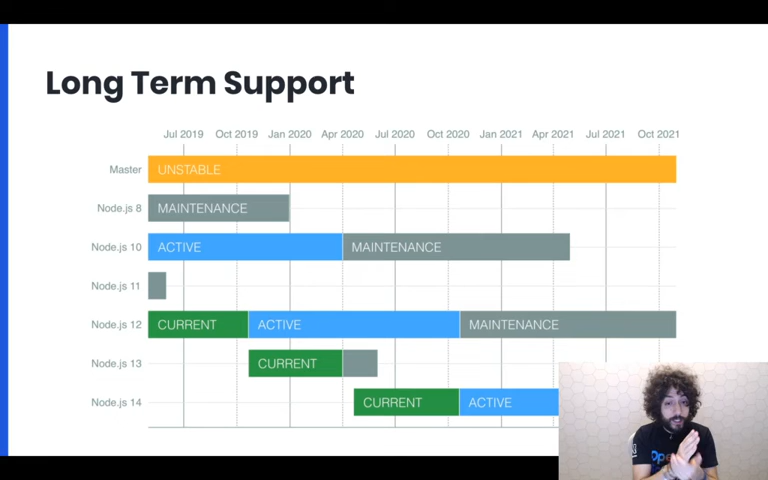 Long Term Support
Jul 2019 Oct 2019 Jan 2020 Apr 2020 Jul 2020 Oct 2020 Jan 2021 Apr 2021 Jul 2021 Oct 2021
Master UNSTABLE
Node.js 8 MAINTENANCE
Node.js 10 ACTIVE MAINTENANCE
Node.js 11
Node.js 12 CURRENT ACTIVE MAINTENANCE
Node.js 13 CURRENT
Node.js 14 CURRENT ACTIVE